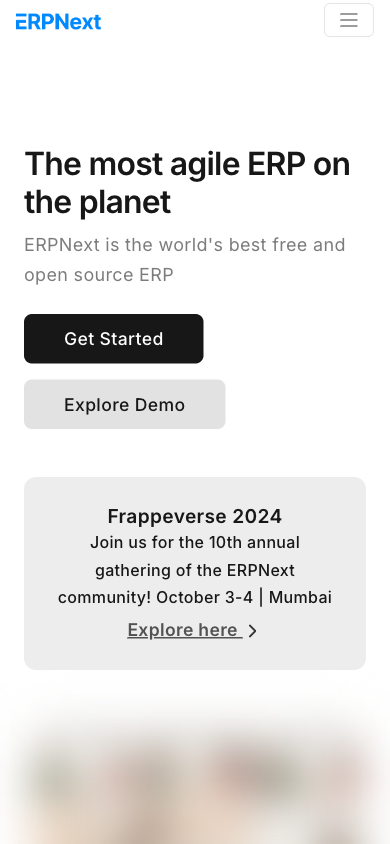 ERPNext
The most agile ERP on
the planet
ERPNext is the world's best free and
open source ERP
Get Started
Explore Demo
Frappeverse 2024
Join us for the 10th annual
gathering of the ERPNext
community! October 3-4 | Mumbai
Explore here